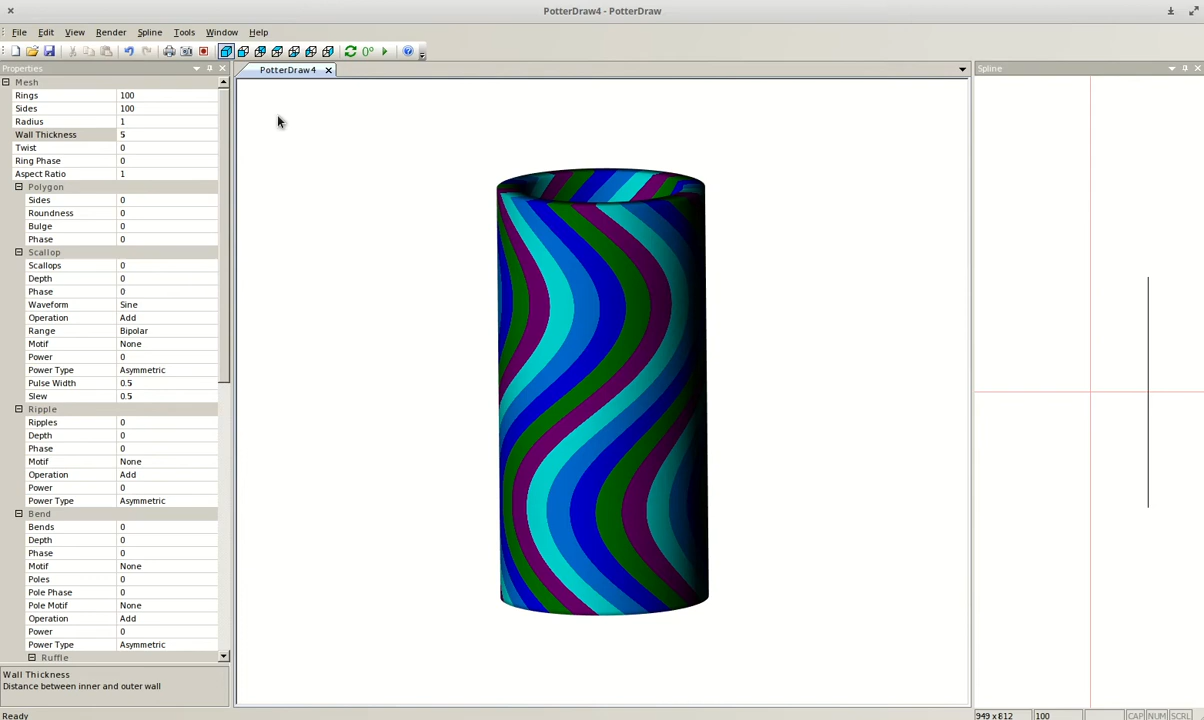 PotterDraw4 - PotterDraw
File Edit View Render Spline Tools Window Help
0°
Properties
PotterDraw4
Spline
Mesh
Rings 100
Sides 100
Radius 1
Wall Thickness 5
Twist 0
Ring Phase 0
Aspect Ratio 1
Polygon
Sides 0
Roundness 0
Bulge 0
Phase 0
Scallop
Scallops 0
Depth 0
Phase 0
Waveform Sine
Operation Add
Range Bipolar
Motif None
Power 0
Power Type Asymmetric
Pulse Width 0.5
Slew 0.5
Ripple
Ripples 0
Depth 0
Phase 0
Motif None
Operation Add
Power 0
Power Type Asymmetric
Bend
Bends 0
Depth 0
Phase 0
Motif None
Poles 0
Pole Phase 0
Pole Motif None
Operation Add
Power 0
Power Type Asymmetric
Ruffle
Wall Thickness
Distance between inner and outer wall
Ready 949 x 812 100 CAP NUM SCRL